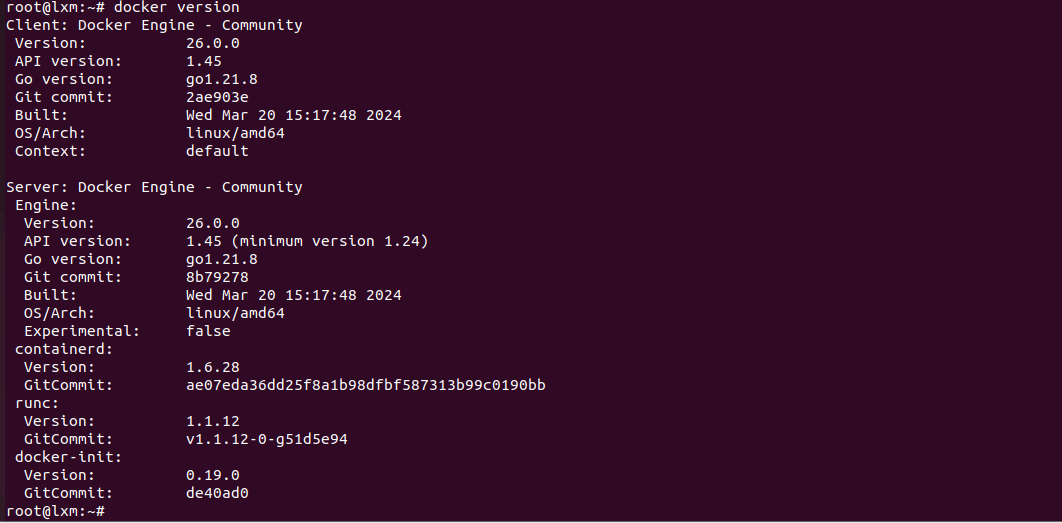 root@lxm:~# docker version
Client: Docker Engine - Community
 Version:           26.0.0
 API version:       1.45
 Go version:        go1.21.8
 Git commit:        2ae903e
 Built:             Wed Mar 20 15:17:48 2024
 OS/Arch:           linux/amd64
 Context:           default

Server: Docker Engine - Community
 Engine:
  Version:          26.0.0
  API version:      1.45 (minimum version 1.24)
  Go version:       go1.21.8
  Git commit:       8b79278
  Built:            Wed Mar 20 15:17:48 2024
  OS/Arch:          linux/amd64
  Experimental:     false
 containerd:
  Version:          1.6.28
  GitCommit:        ae07eda36dd25f8a1b98dfbf587313b99c0190bb
 runc:
  Version:          1.1.12
  GitCommit:        v1.1.12-0-g51d5e94
 docker-init:
  Version:          0.19.0
  GitCommit:        de40ad0
root@lxm:~#